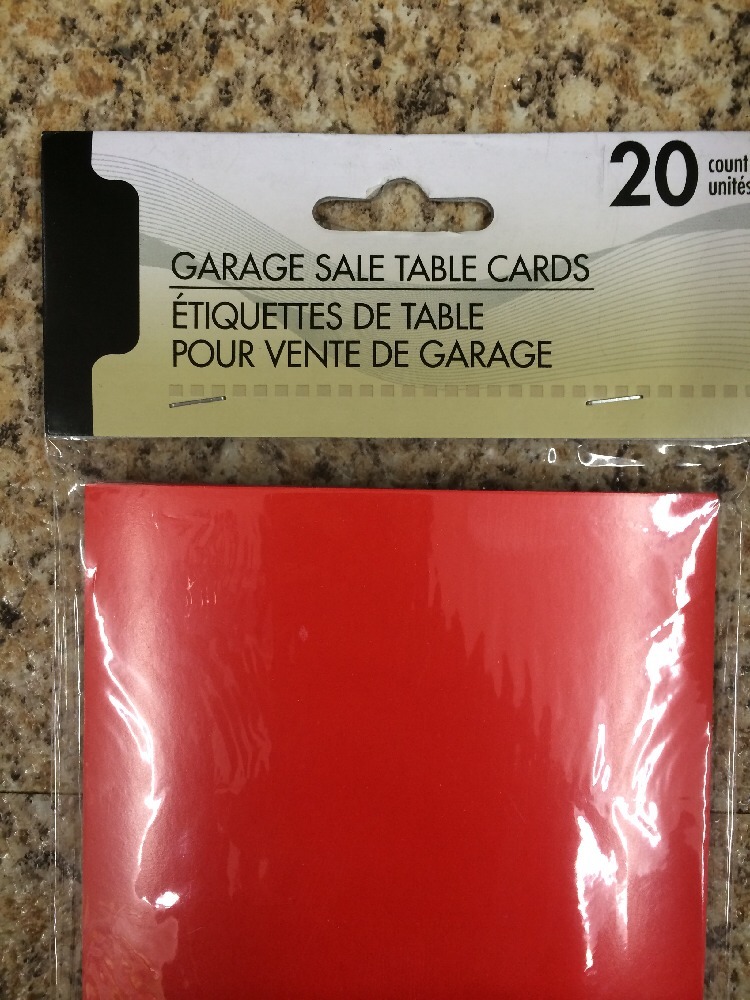 20 count
unités
GARAGE SALE TABLE CARDS
ÉTIQUETTES DE TABLE
POUR VENTE DE GARAGE